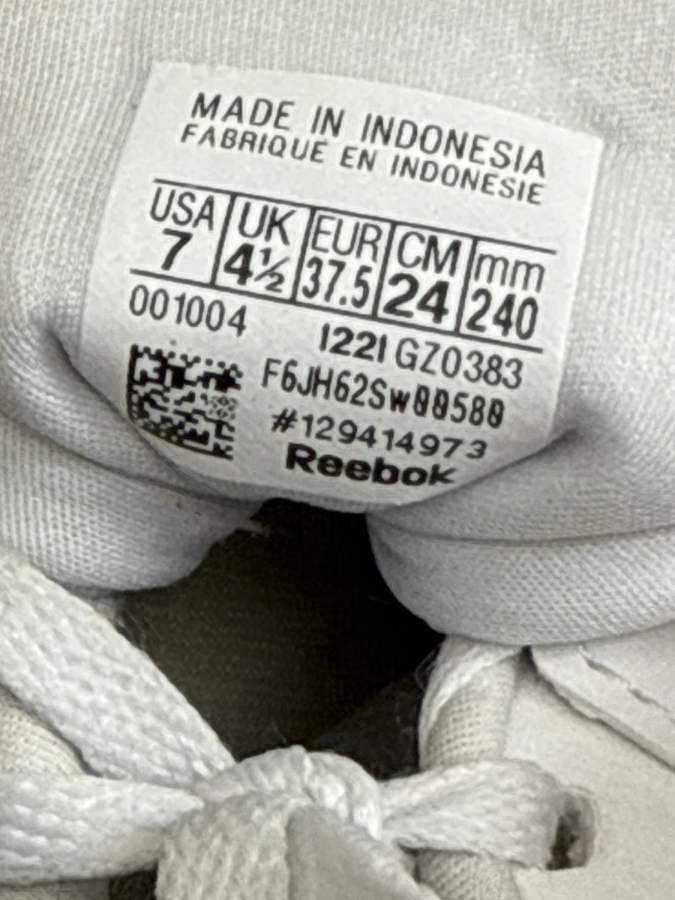 MADE IN INDONESIA
FABRIQUE EN INDONESIE
USA UK EUR CM mm
7 4½ 37.5 24 240
001004 1221 GZ0383
F6JH62Sw00580
#129414973
Reebok